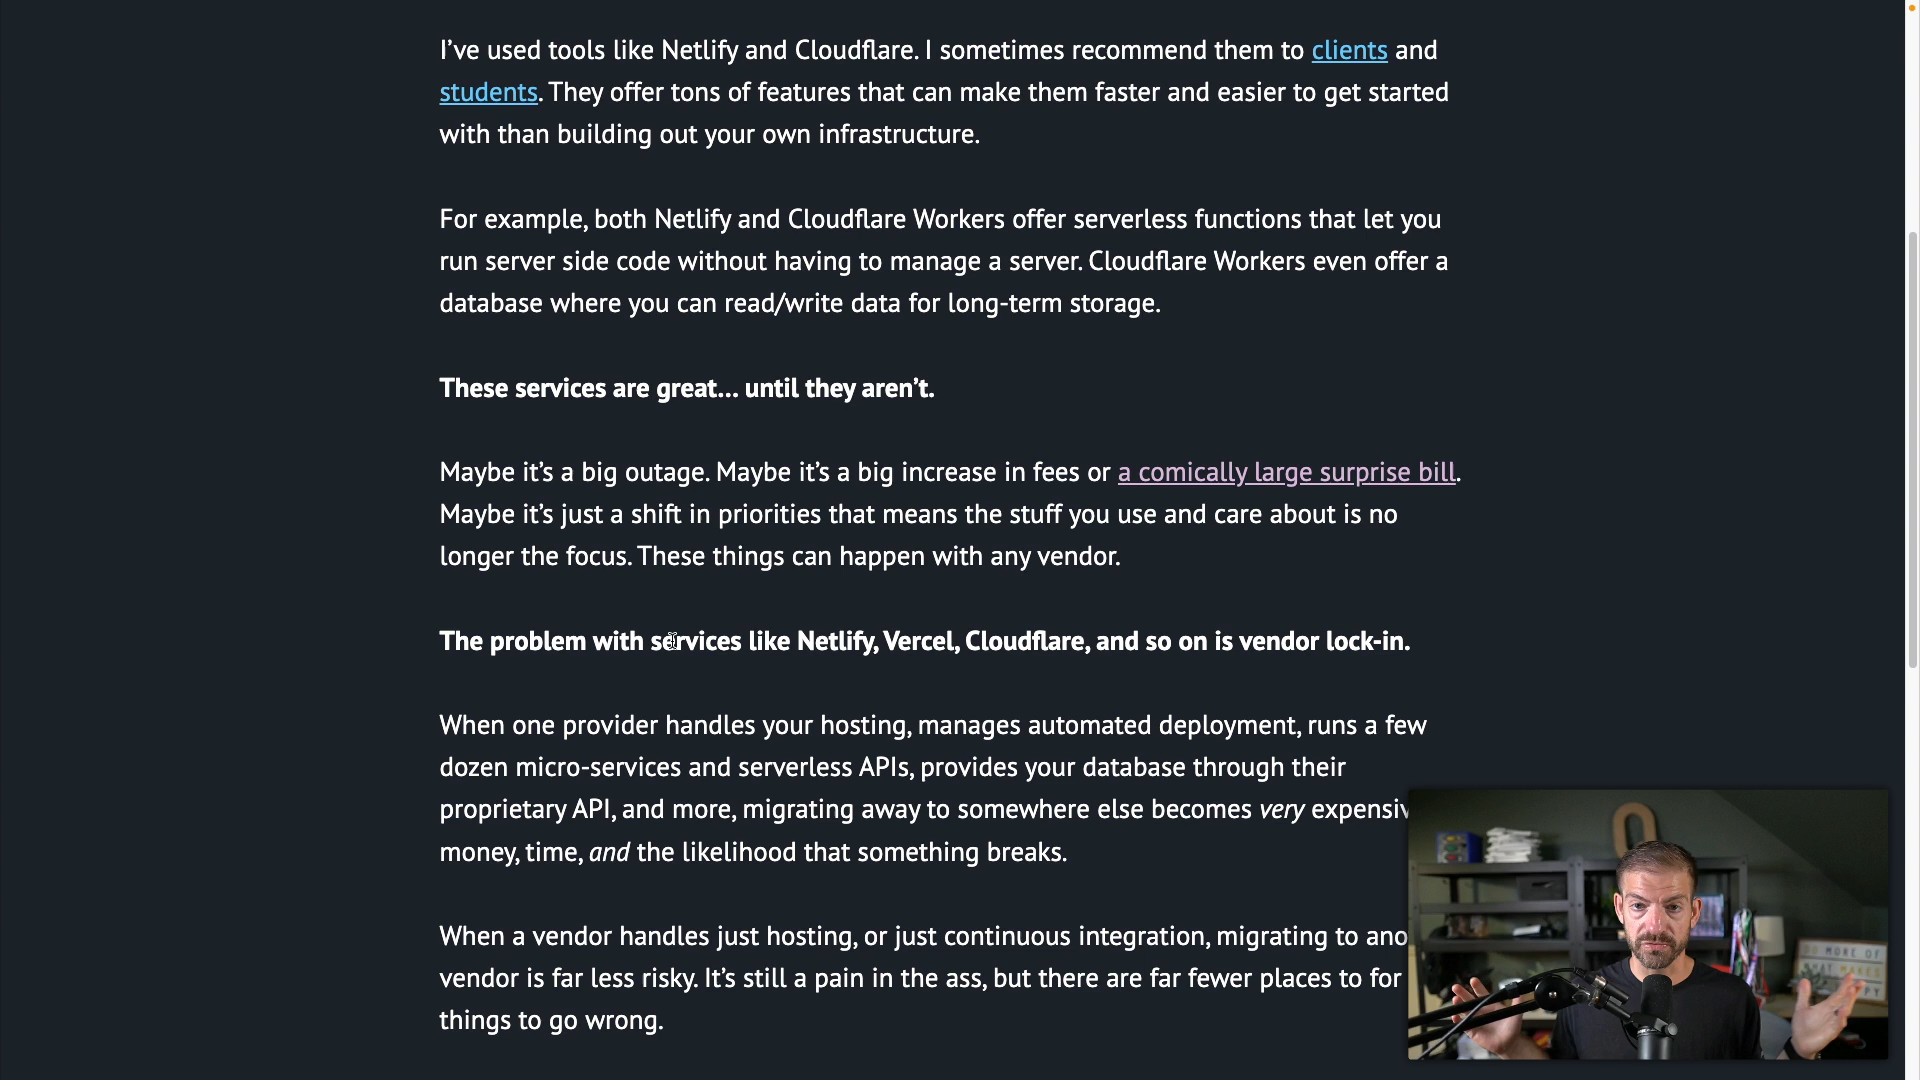 I’ve used tools like Netlify and Cloudflare. I sometimes recommend them to clients and
students. They offer tons of features that can make them faster and easier to get started
with than building out your own infrastructure.
For example, both Netlify and Cloudflare Workers offer serverless functions that let you
run server side code without having to manage a server. Cloudflare Workers even offer a
database where you can read/write data for long-term storage.
These services are great… until they aren’t.
Maybe it’s a big outage. Maybe it’s a big increase in fees or a comically large surprise bill.
Maybe it’s just a shift in priorities that means the stuff you use and care about is no
longer the focus. These things can happen with any vendor.
The problem with services like Netlify, Vercel, Cloudflare, and so on is vendor lock-in.
When one provider handles your hosting, manages automated deployment, runs a few
dozen micro-services and serverless APIs, provides your database through their
proprietary API, and more, migrating away to somewhere else becomes very expensiv
money, time, and the likelihood that something breaks.
When a vendor handles just hosting, or just continuous integration, migrating to ano
vendor is far less risky. It’s still a pain in the ass, but there are far fewer places to for
things to go wrong.
DO MORE OF
WHAT MAKES